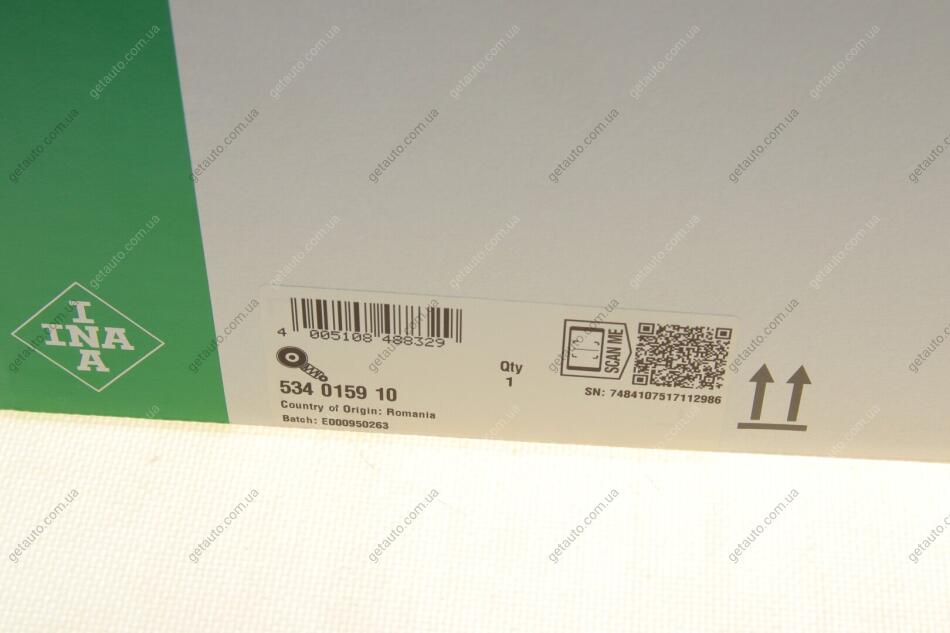 I
INA
A
4 005108 488329
534 0159 10
Country of Origin: Romania
Batch: E000950263
Qty
1
SCAN ME
SN: 7484107517112986
getauto.com.ua